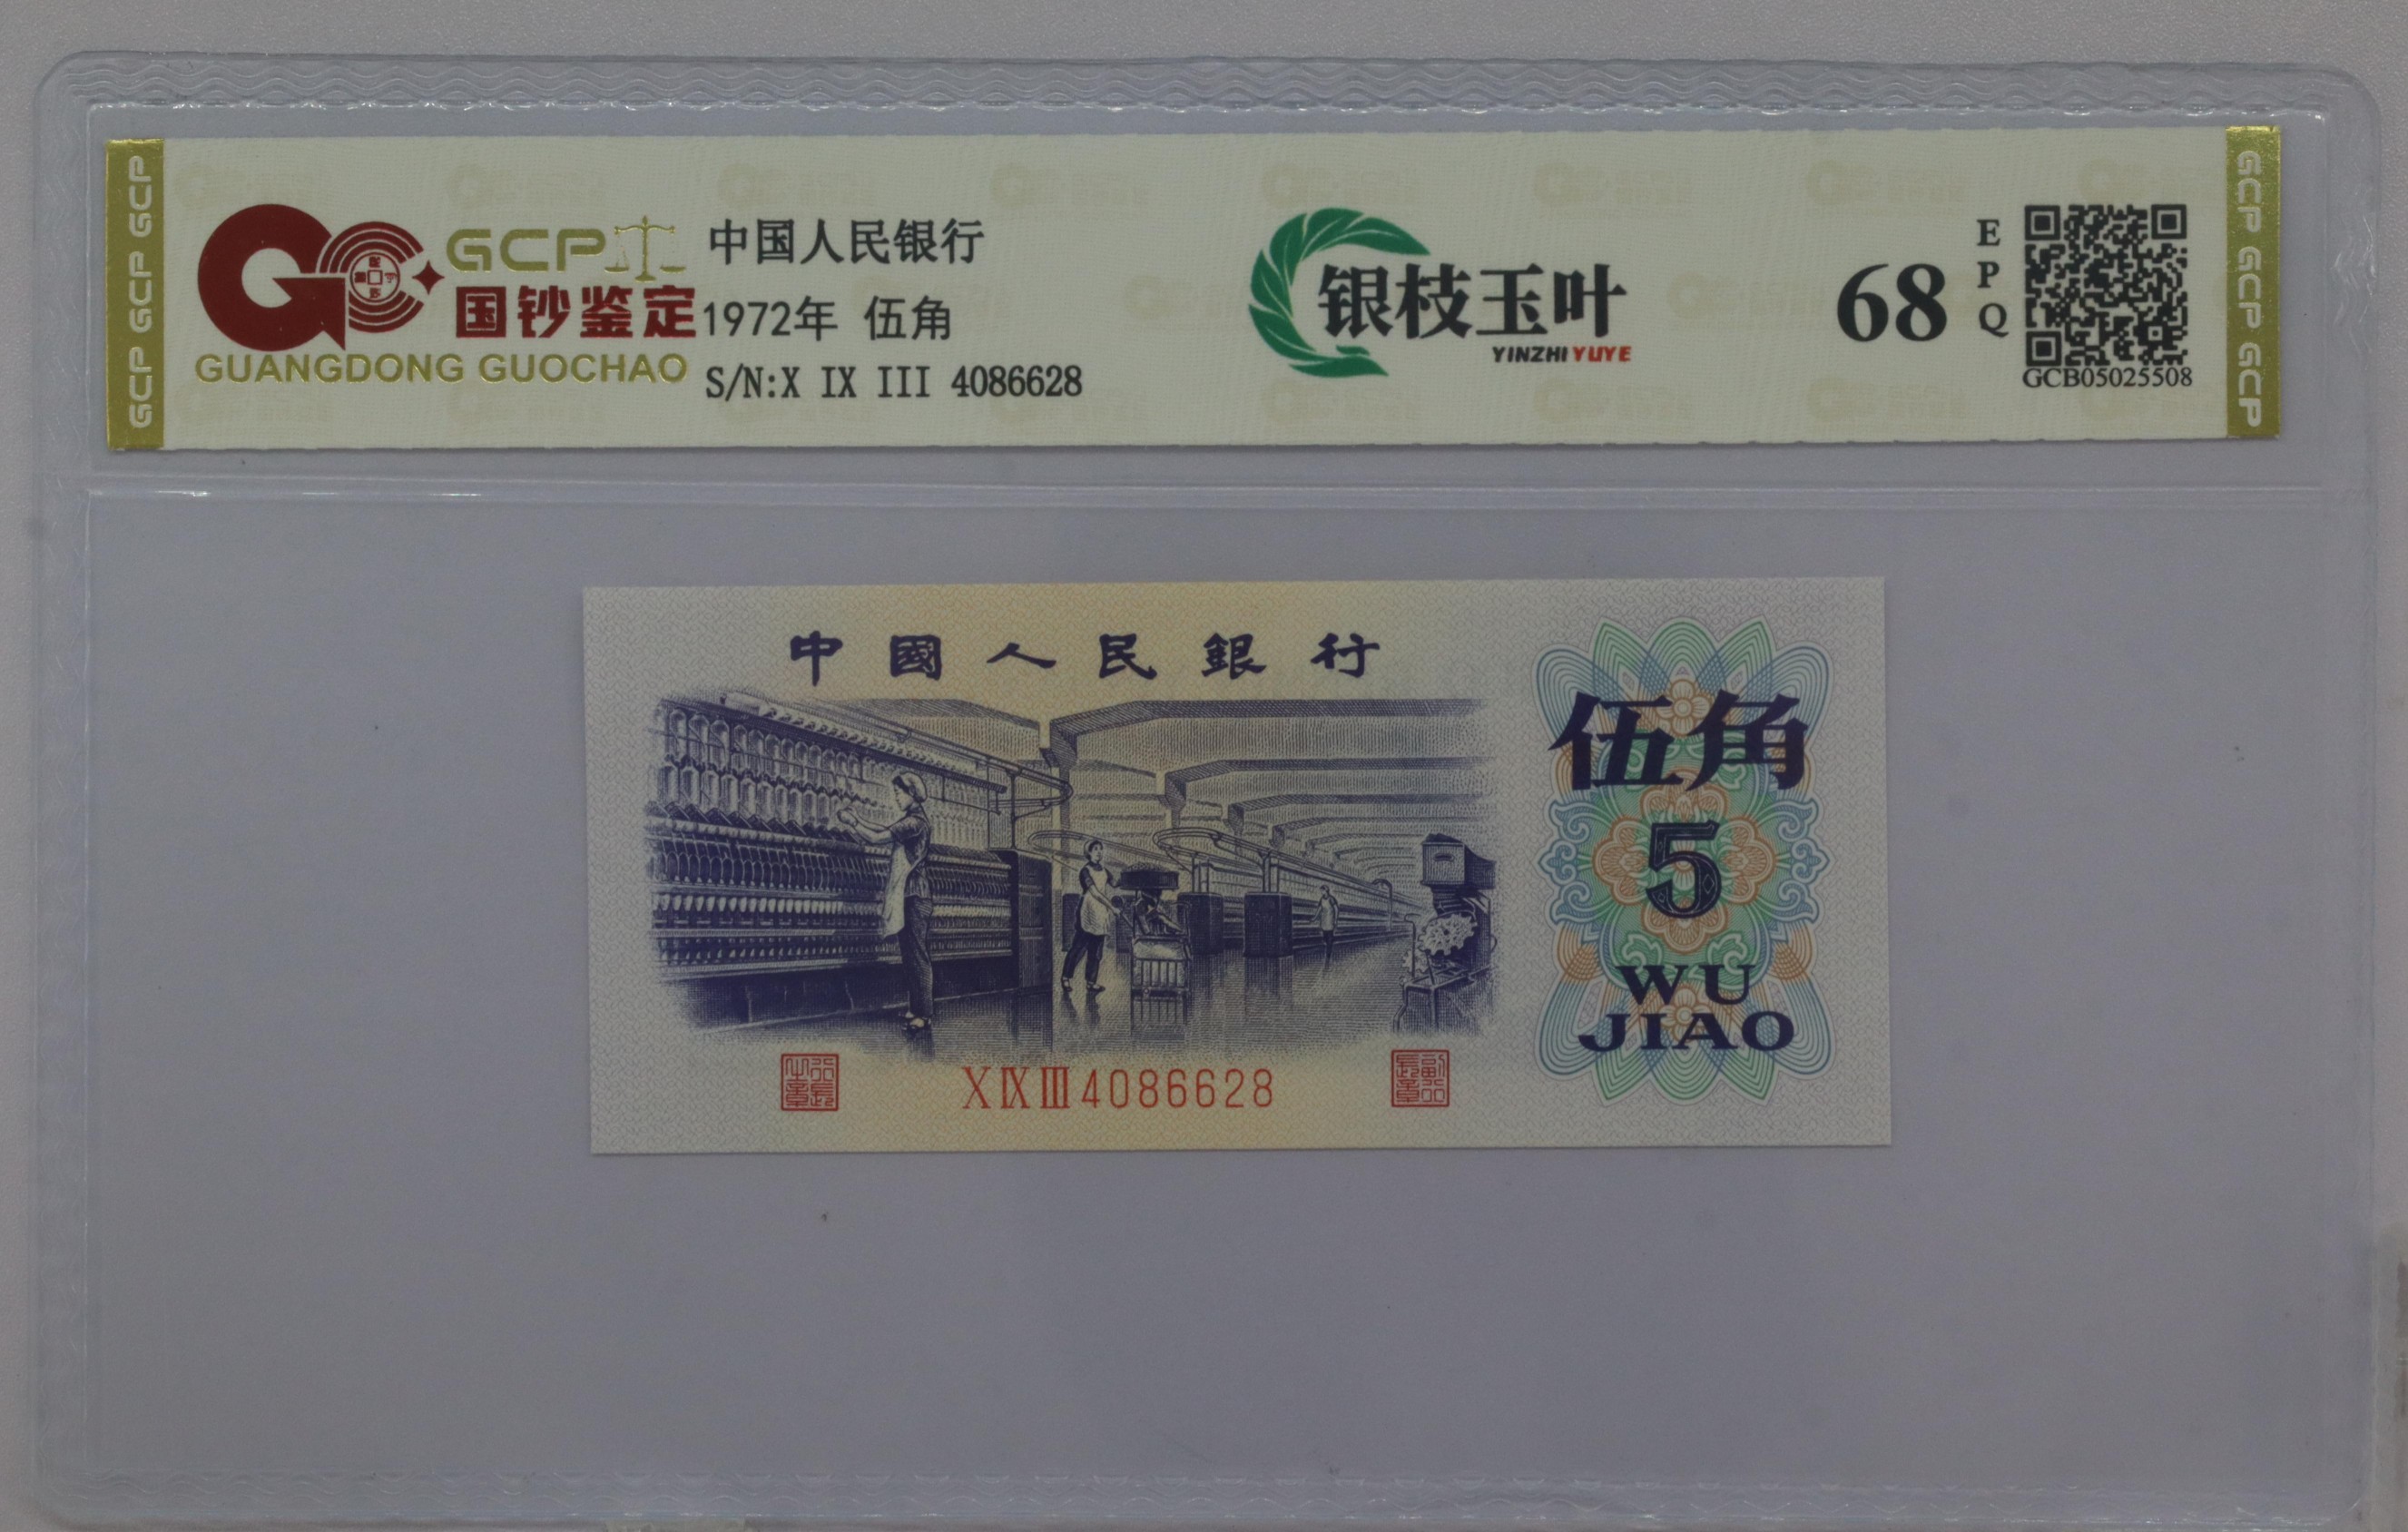 GCP GCP GCP
GCP
国钞鉴定
GUANGDONG GUOCHAO
中国人民银行
1972年 伍角
S/N:X IX III 4086628
银枝玉叶
YINZHI YUYE
68
EPQ
GCB05025508
GCP GCP GCP
中國人民銀行
伍角
5
WU
JIAO
X IX III 4086628